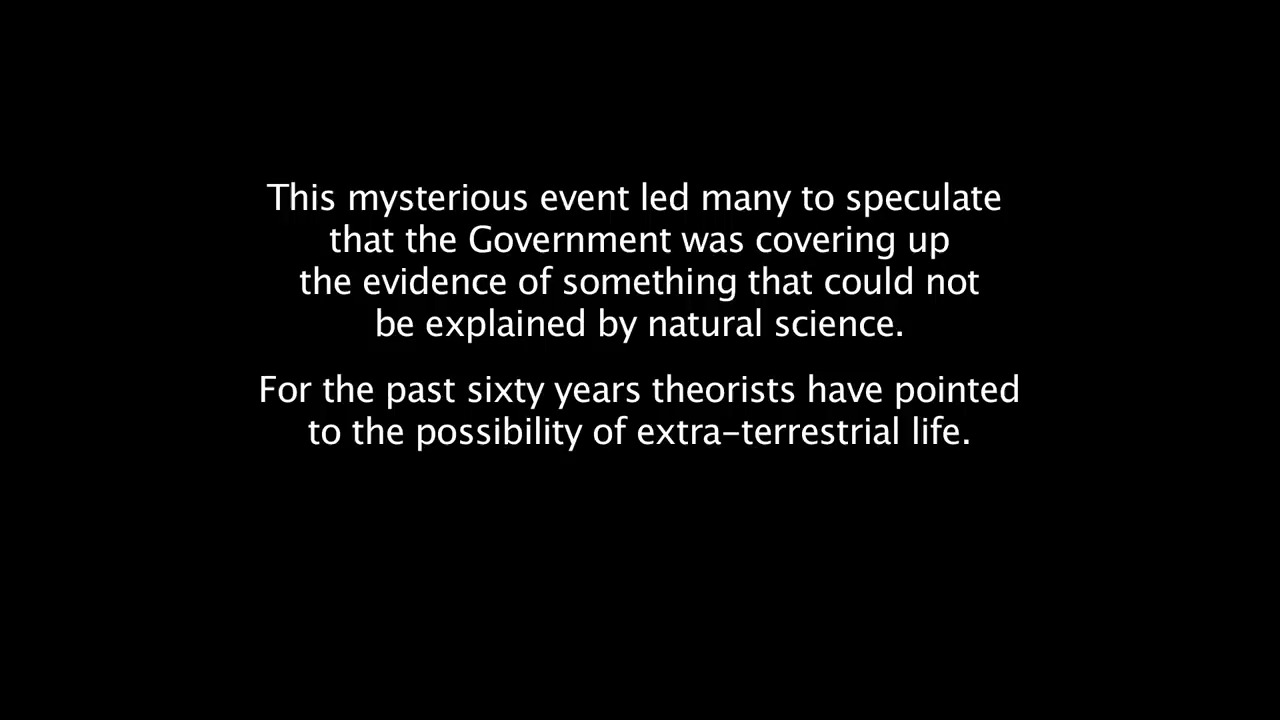 This mysterious event led many to speculate
that the Government was covering up
the evidence of something that could not
be explained by natural science.
For the past sixty years theorists have pointed
to the possibility of extra-terrestrial life.